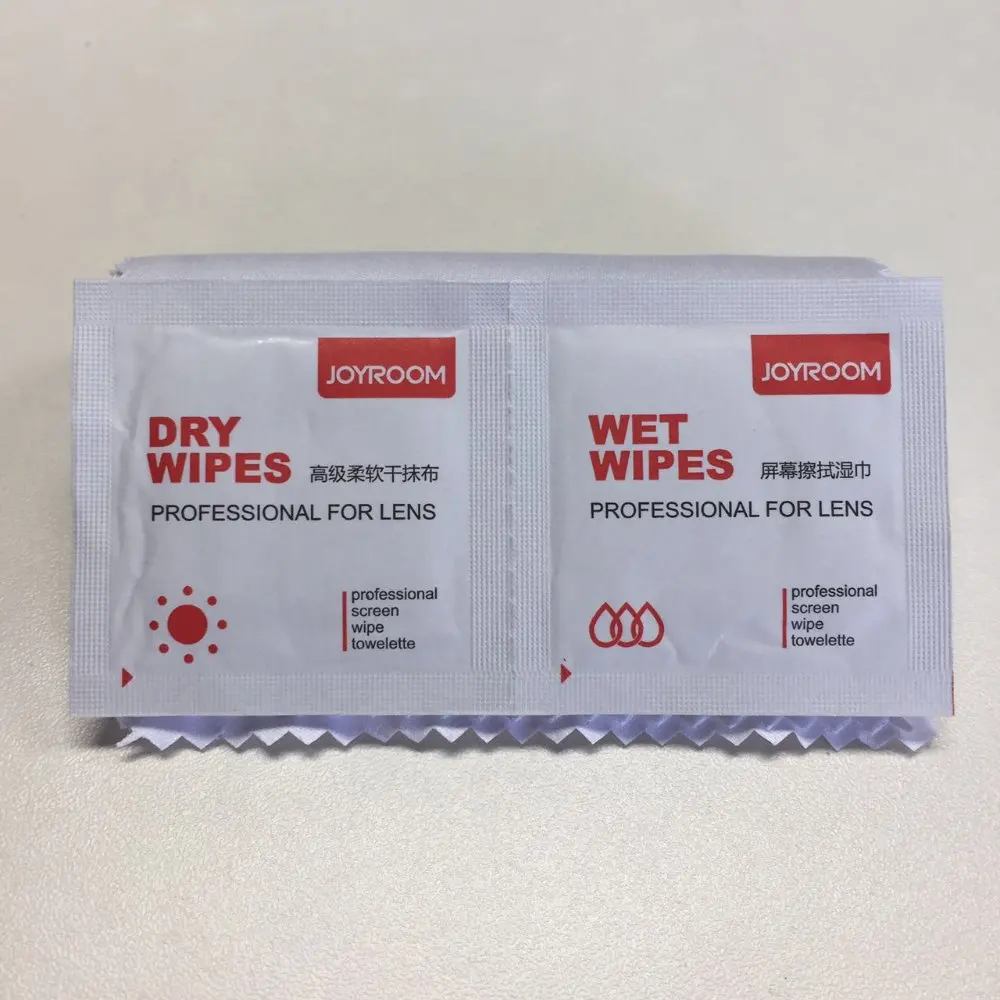 JOYROOM
DRY
WIPES 高级柔软干抹布
PROFESSIONAL FOR LENS
professional
screen
wipe
towelette
JOYROOM
WET
WIPES 屏幕擦拭湿巾
PROFESSIONAL FOR LENS
professional
screen
wipe
towelette